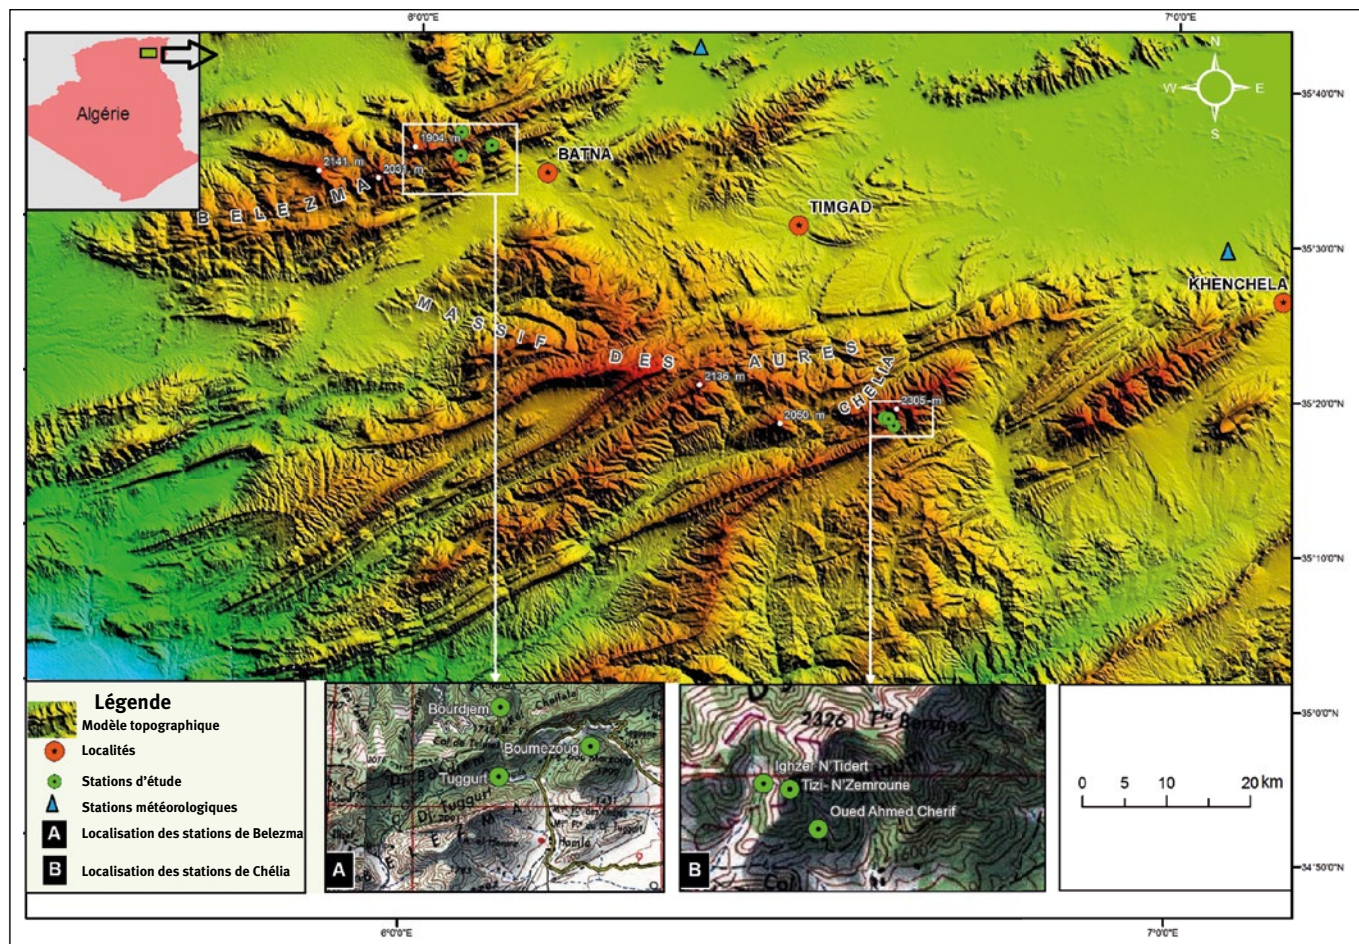 6°0'0"E
7°0'0"E
Algérie
N
W
E
S
35°40'0"N
1904 m
2141 m
BATNA
BELEZMA
TIMGAD
35°30'0"N
KHENCHELA
MASSIF DES AURES
CHELIA
2136 m
2305 m
2050 m
35°20'0"N
35°10'0"N
Légende
Modèle topographique
Localités
Stations d'étude
Stations météorologiques
A
Localisation des stations de Belezma
B
Localisation des stations de Chélia
Bourdjem
Boumezoug
Tuggurt
Hamla
A
2326
Ighzer N'Tidert
Tizi- N'Zemroune
Oued Ahmed Cherif
1600
B
35°0'0"N
0 5 10 15 20 km
34°50'0"N
6°0'0"E
7°0'0"E